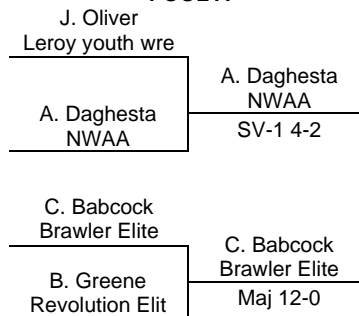 J. Oliver
Leroy youth wre
A. Daghesta
NWAA
A. Daghesta
NWAA
SV-1 4-2
C. Babcock
Brawler Elite
B. Greene
Revolution Elit
C. Babcock
Brawler Elite
Maj 12-0